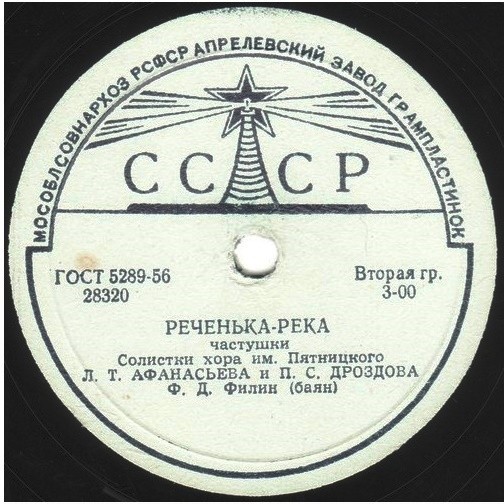 МОСОБЛСОВНАРХОЗ РСФСР АПРЕЛЕВСКИЙ ЗАВОД ГРАМПЛАСТИНОК
СССР
ГОСТ 5289-56
28320
Вторая гр.
3-00
РЕЧЕНЬКА-РЕКА
частушки
Солистки хора им. Пятницкого
Л. Т. АФАНАСЬЕВА и П. С. ДРОЗДОВА
Ф. Д. Филин (баян)